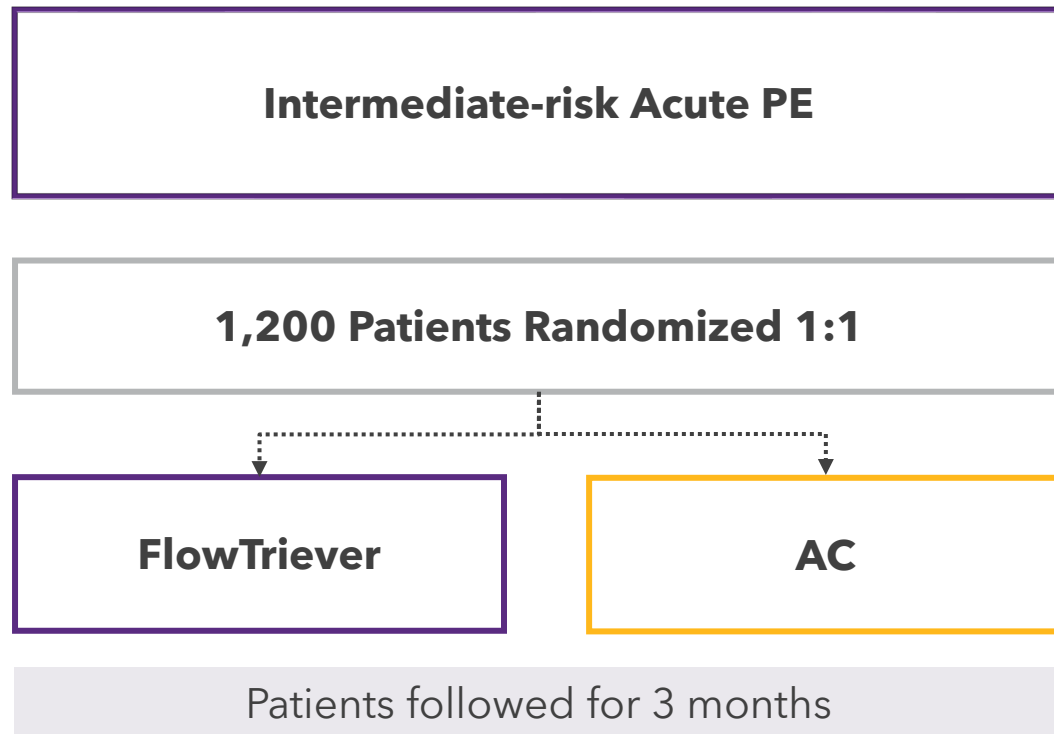 Intermediate-risk Acute PE
1,200 Patients Randomized 1:1
FlowTriever
AC
Patients followed for 3 months